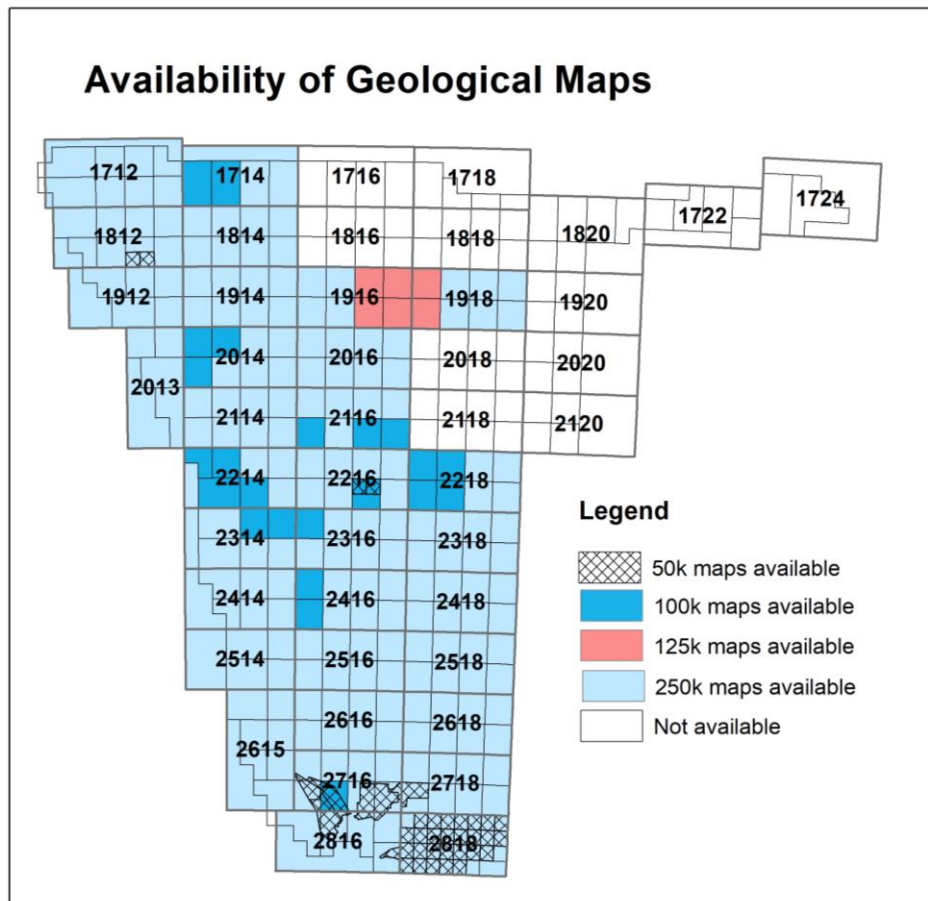 Availability of Geological Maps
1712 1714 1716 1718 1722 1724
1812 1814 1816 1818 1820
1912 1914 1916 1918 1920
2013 2014 2016 2018 2020
2114 2116 2118 2120
2214 2216 2218
2314 2316 2318
2414 2416 2418
2514 2516 2518
2615 2616 2618
2716 2718
2816 2818
Legend
50k maps available
100k maps available
125k maps available
250k maps available
Not available